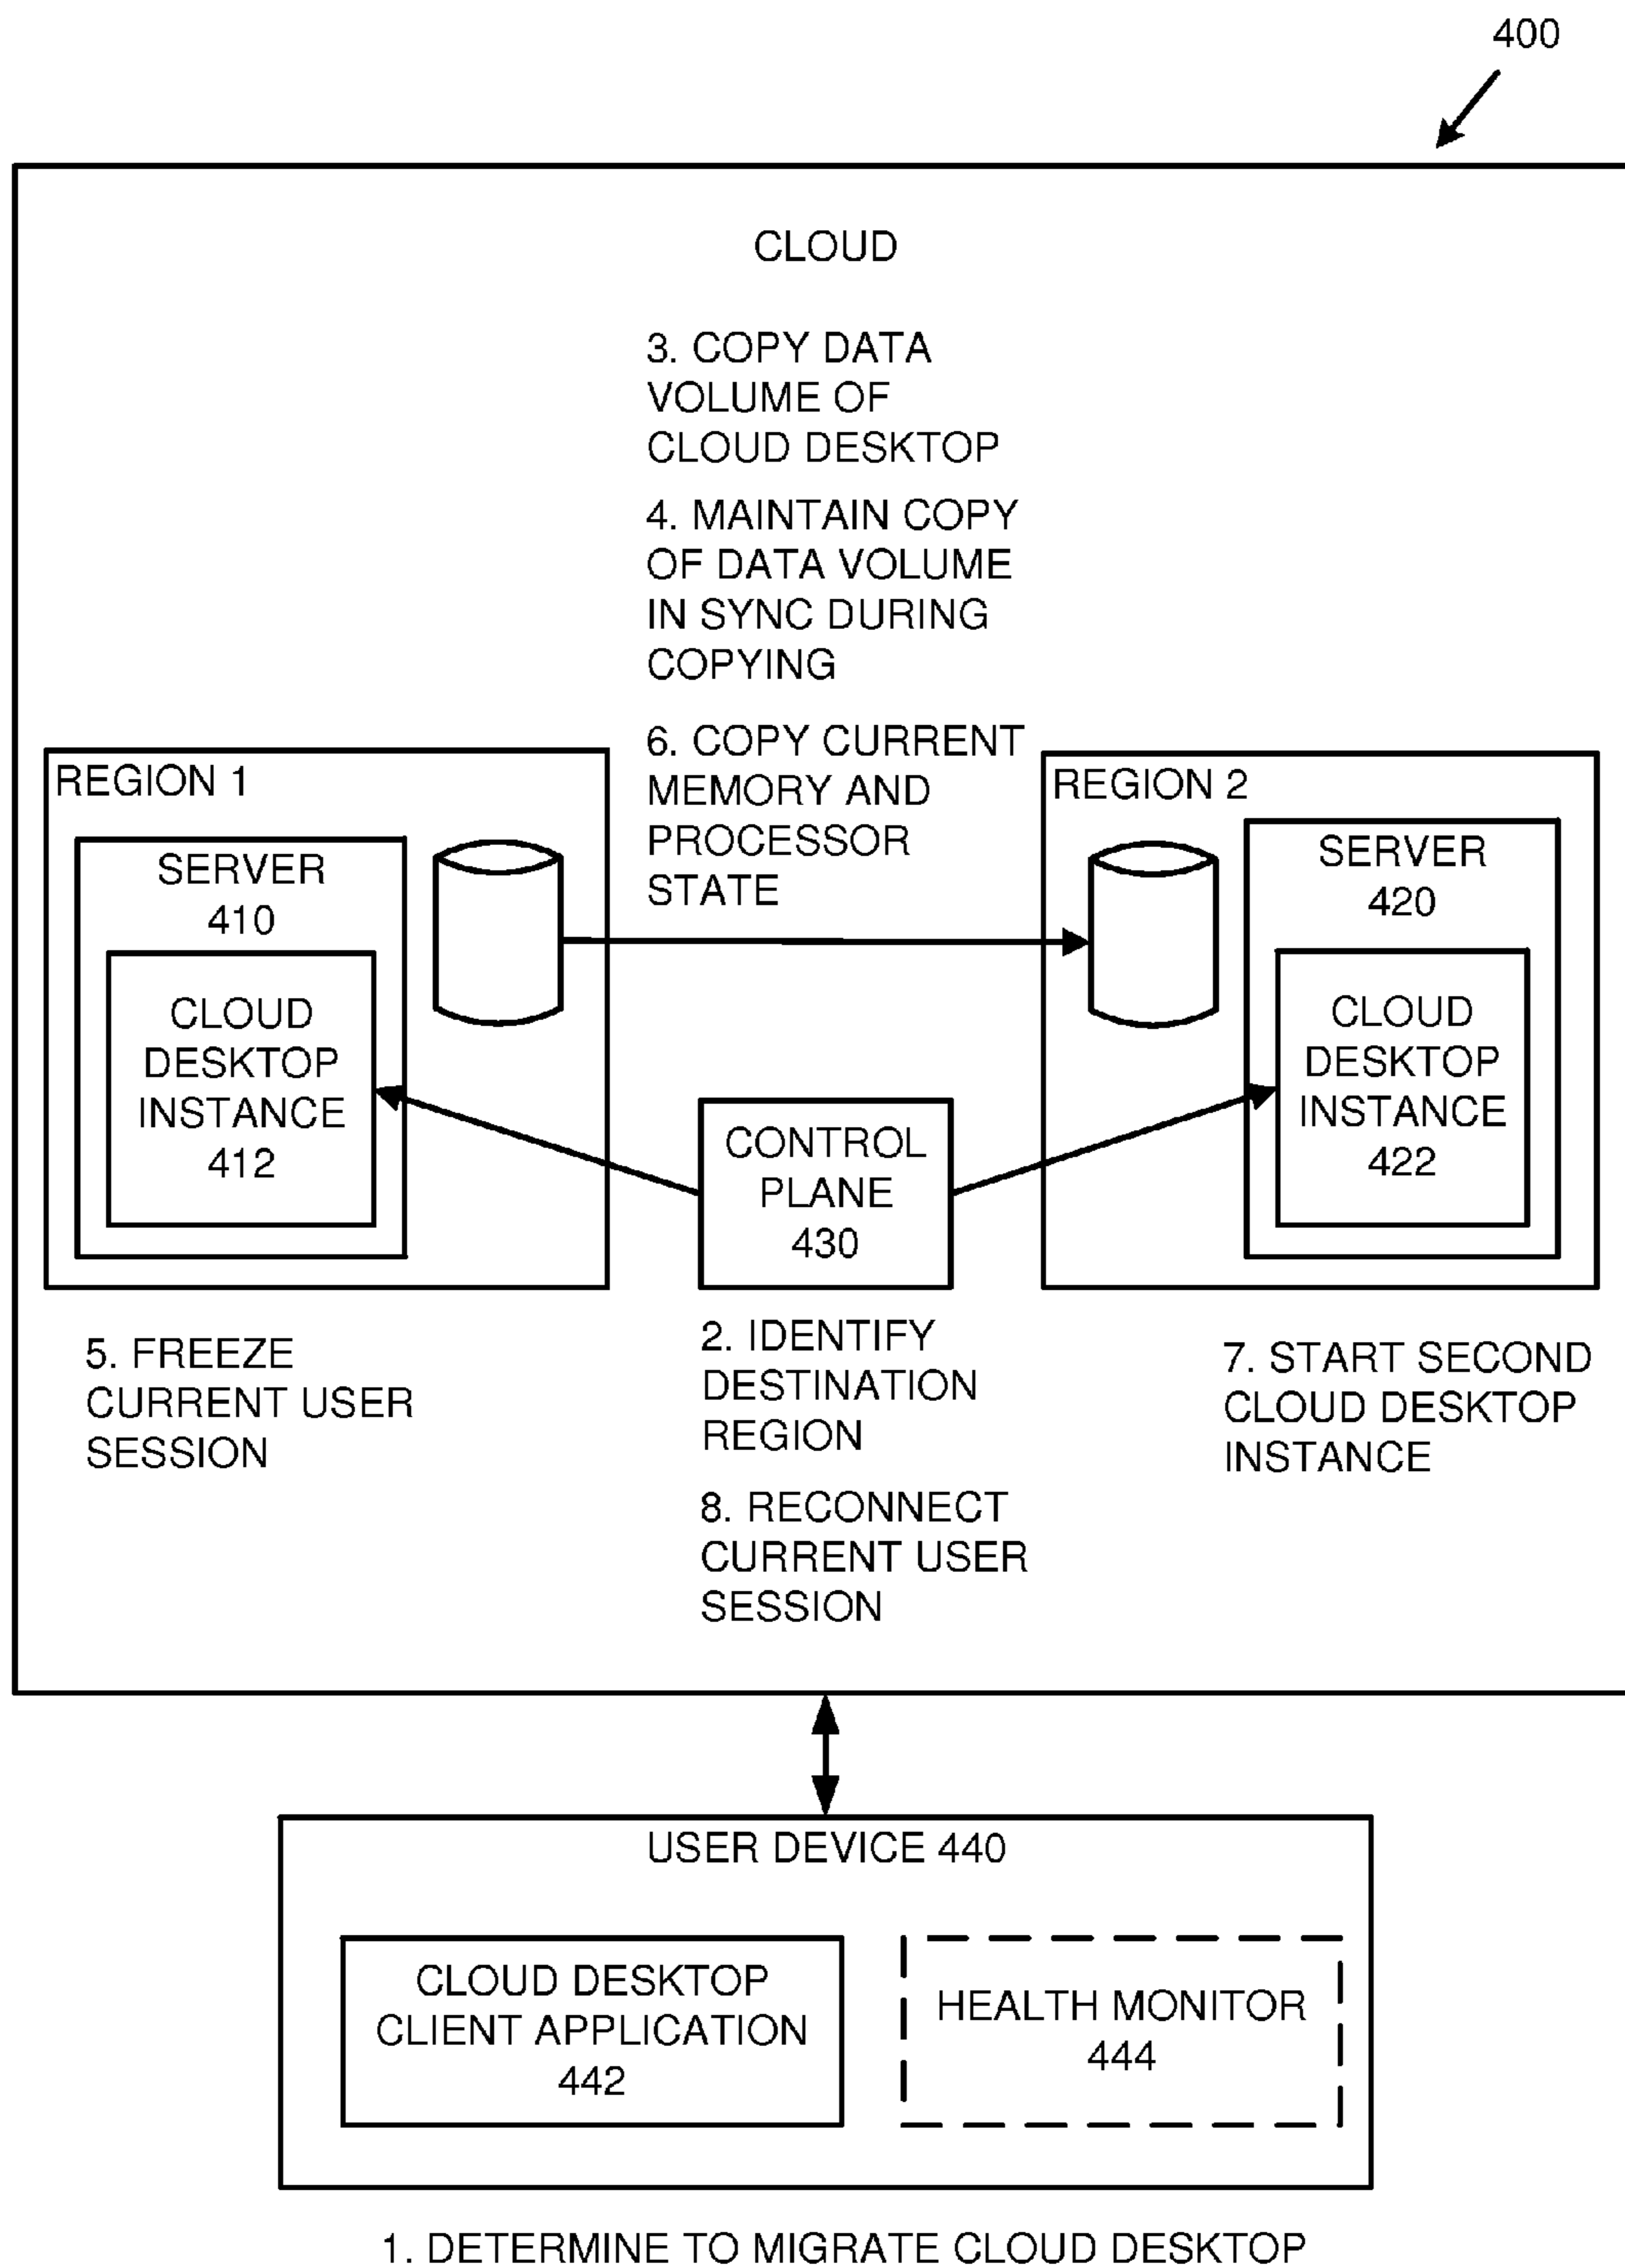 400
CLOUD
3. COPY DATA
VOLUME OF
CLOUD DESKTOP
4. MAINTAIN COPY
OF DATA VOLUME
IN SYNC DURING
COPYING
6. COPY CURRENT
MEMORY AND
PROCESSOR
STATE
REGION 1
SERVER
410
CLOUD
DESKTOP
INSTANCE
412
REGION 2
SERVER
420
CLOUD
DESKTOP
INSTANCE
422
CONTROL
PLANE
430
5. FREEZE
CURRENT USER
SESSION
2. IDENTIFY
DESTINATION
REGION
8. RECONNECT
CURRENT USER
SESSION
7. START SECOND
CLOUD DESKTOP
INSTANCE
USER DEVICE 440
CLOUD DESKTOP
CLIENT APPLICATION
442
HEALTH MONITOR
444
1. DETERMINE TO MIGRATE CLOUD DESKTOP